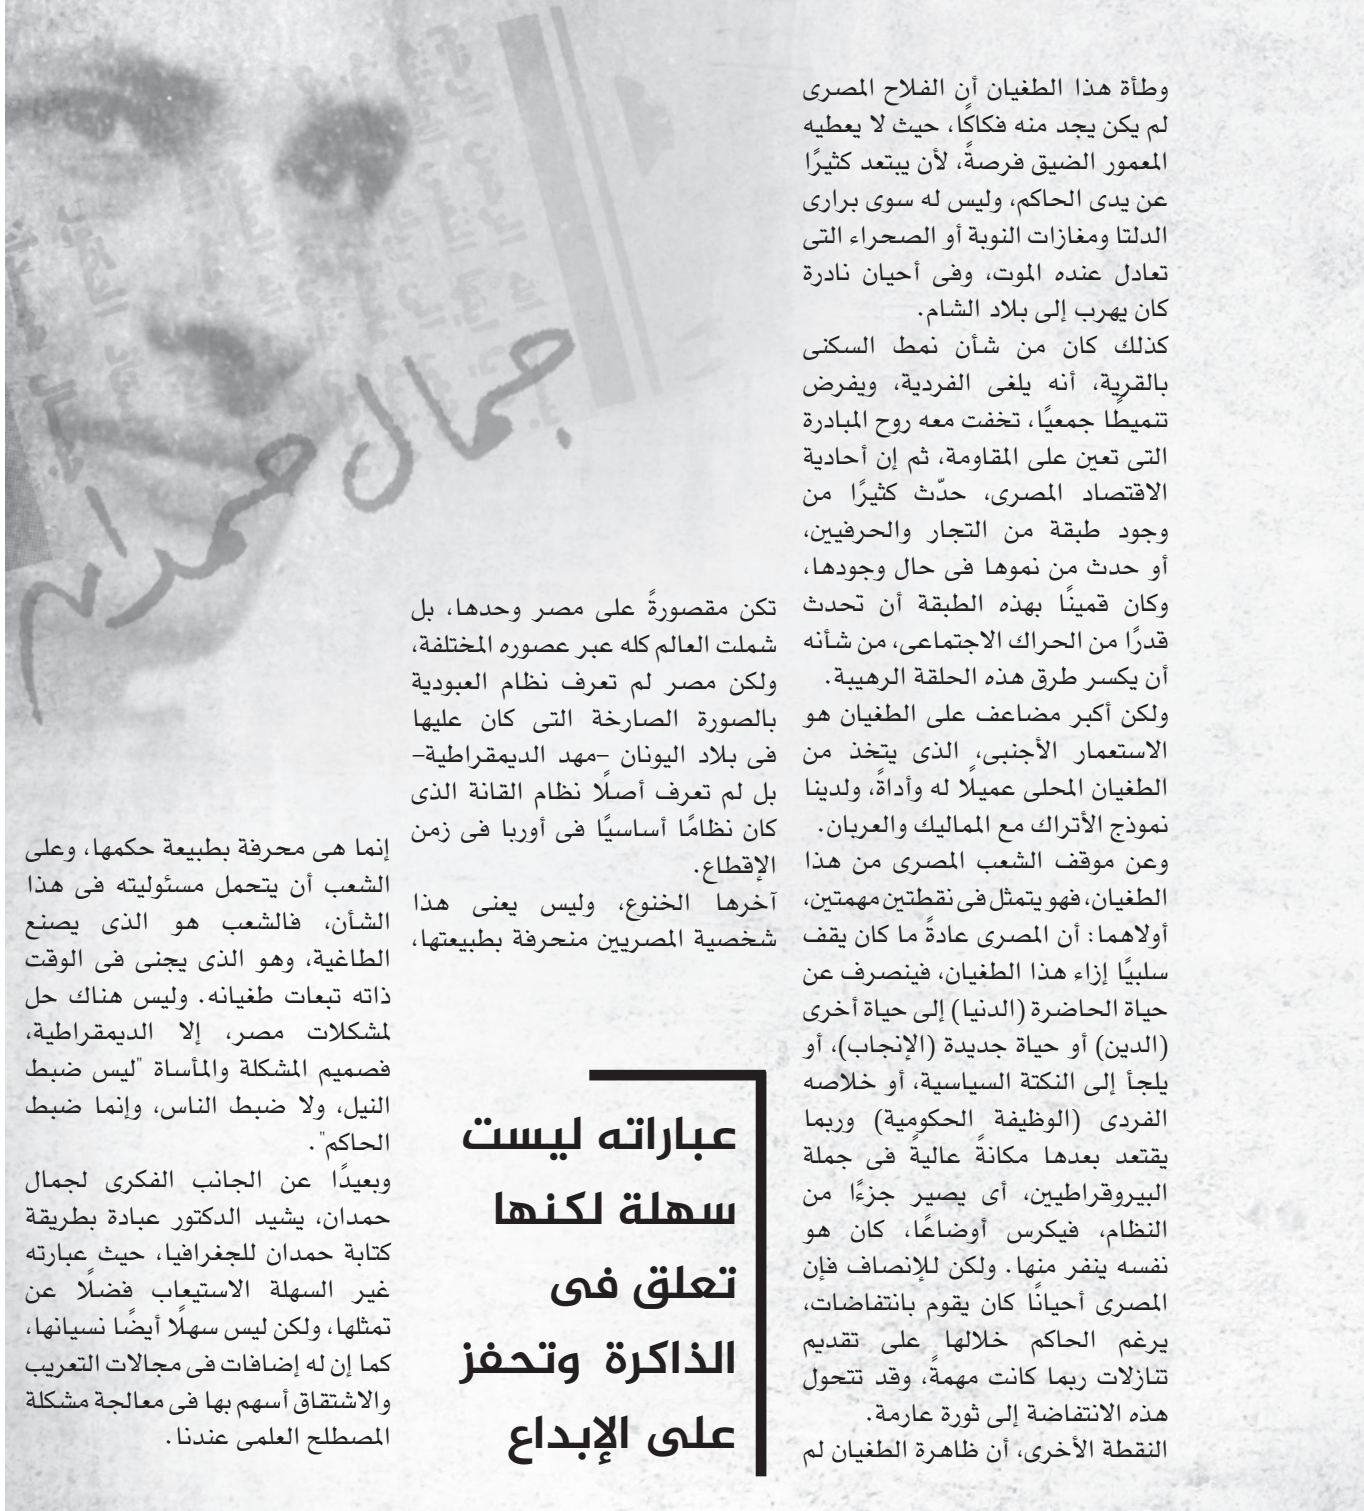 وطأة هذا الطغيان أن الفلاح المصرى
لم يكن يجد منه فكاكًا، حيث لا يعطيه
المعمور الضيق فرصةً، لأن يبتعد كثيرًا
عن يدى الحاكم، وليس له سوى برارى
الدلتا ومغازات النوبة أو الصحراء التى
تعادل عنده الموت، وفى أحيان نادرة
كان يهرب إلى بلاد الشام.
كذلك كان من شأن نمط السكنى
بالقرية، أنه يلغى الفردية، ويفرض
تنميطًا جمعيًا، تخفت معه روح المبادرة
التى تعين على المقاومة، ثم إن أحادية
الاقتصاد المصرى، حدّث كثيرًا من
وجود طبقة من التجار والحرفيين،
أو حدث من نموها فى حال وجودها،
وكان قمينًا بهذه الطبقة أن تحدث
قدرًا من الحراك الاجتماعى، من شأنه
أن يكسر طرق هذه الحلقة الرهيبة.
ولكن أكبر مضاعف على الطغيان هو
الاستعمار الأجنبى، الذى يتخذ من
الطغيان المحلى عميلًا له وأداةً، ولدينا
نموذج الأتراك مع المماليك والعربان.
وعن موقف الشعب المصرى من هذا
الطغيان، فهو يتمثل فى نقطتين مهمتين،
أولاهما: أن المصرى عادةً ما كان يقف
سلبيًا إزاء هذا الطغيان، فينصرف عن
حياة الحاضرة (الدنيا) إلى حياة أخرى
(الدين) أو حياة جديدة (الإنجاب)، أو
يلجأ إلى النكتة السياسية، أو خلاصه
الفردى (الوظيفة الحكومية) وربما
يقتعد بعدها مكانةً عاليةً فى جملة
البيروقراطيين، أى يصير جزءًا من
النظام، فيكرس أوضاعًا، كان هو
نفسه ينفر منها. ولكن للإنصاف فإن
المصرى أحيانًا كان يقوم بانتفاضات،
يرغم الحاكم خلالها على تقديم
تنازلات ربما كانت مهمةً، وقد تتحول
هذه الانتفاضة إلى ثورة عارمة.
النقطة الأخرى، أن ظاهرة الطغيان لم
تكن مقصورةً على مصر وحدها، بل
شملت العالم كله عبر عصوره المختلفة،
ولكن مصر لم تعرف نظام العبودية
بالصورة الصارخة التى كان عليها
فى بلاد اليونان –مهد الديمقراطية–
بل لم تعرف أصلًا نظام القانة الذى
كان نظامًا أساسيًا فى أوربا فى زمن
الإقطاع.
آخرها الخنوع، وليس يعنى هذا
شخصية المصريين منحرفة بطبيعتها،
إنما هى محرفة بطبيعة حكمها، وعلى
الشعب أن يتحمل مسئوليته فى هذا
الشأن، فالشعب هو الذى يصنع
الطاغية، وهو الذى يجنى فى الوقت
ذاته تبعات طغيانه. وليس هناك حل
لمشكلات مصر، إلا الديمقراطية،
فصميم المشكلة والمأساة "ليس ضبط
النيل، ولا ضبط الناس، وإنما ضبط
الحاكم".
وبعيدًا عن الجانب الفكرى لجمال
حمدان، يشيد الدكتور عبادة بطريقة
كتابة حمدان للجغرافيا، حيث عبارته
غير السهلة الاستيعاب فضلًا عن
تمثلها، ولكن ليس سهلًا أيضًا نسيانها،
كما إن له إضافات فى مجالات التعريب
والاشتقاق أسهم بها فى معالجة مشكلة
المصطلح العلمى عندنا.
عباراته ليست
سهلة لكنها
تعلق فى
الذاكرة وتحفز
على الإبداع
جمال حمدان